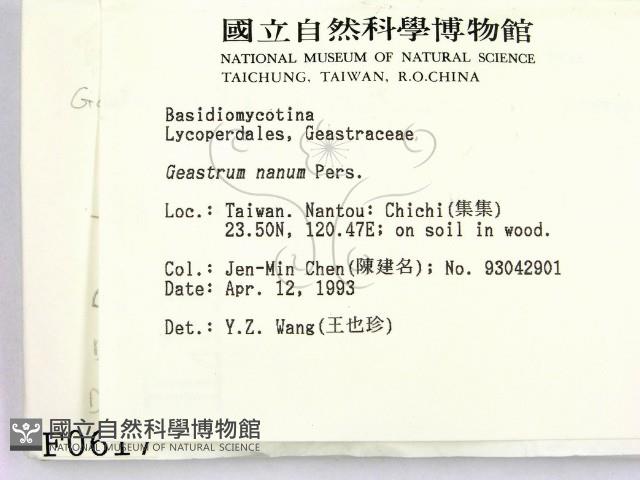 國立自然科學博物館
NATIONAL MUSEUM OF NATURAL SCIENCE
TAICHUNG, TAIWAN, R.O.CHINA
Basidiomycotina
Lycoperdales, Geastraceae
Geastrum nanum Pers.
Loc.: Taiwan. Nantou: Chichi(集集)
23.50N, 120.47E; on soil in wood.
Col.: Jen-Min Chen(陳建名); No. 93042901
Date: Apr. 12, 1993
Det.: Y.Z. Wang(王也珍)
國立自然科學博物館
NATIONAL MUSEUM OF NATURAL SCIENCE
F0617